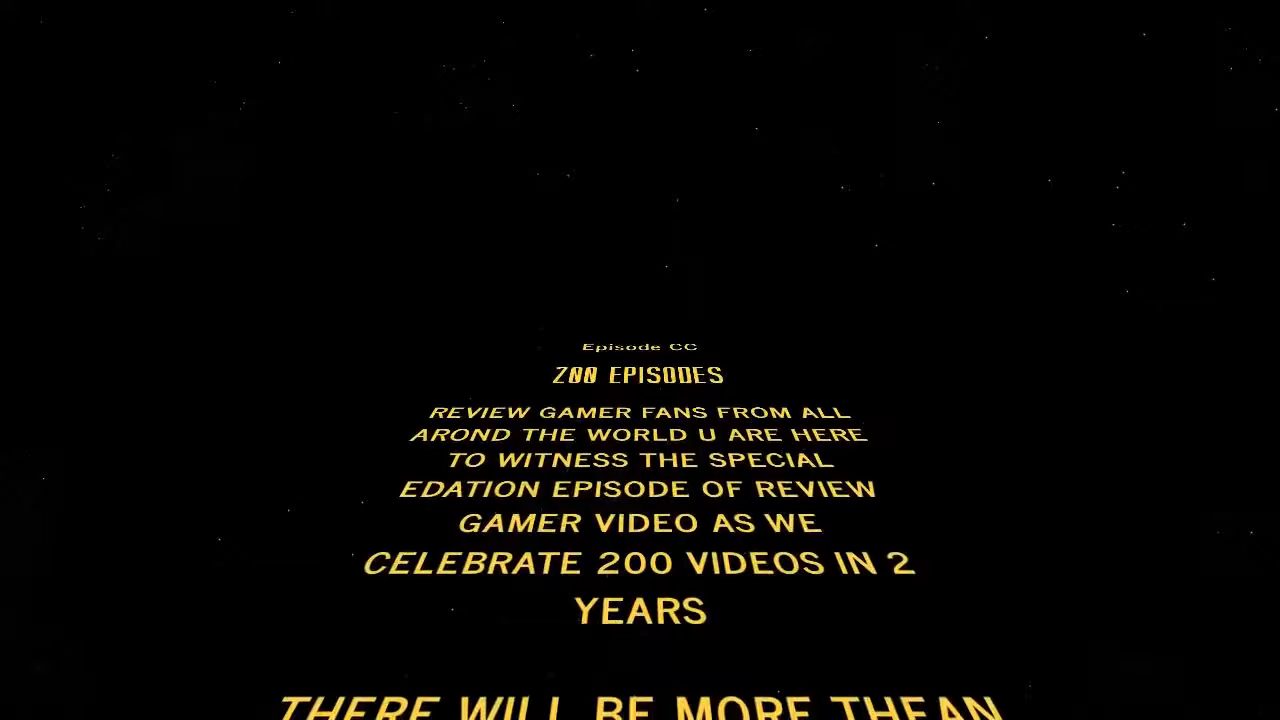 Episode CC
200 EPISODES
REVIEW GAMER FANS FROM ALL
AROND THE WORLD U ARE HERE
TO WITNESS THE SPECIAL
EDATION EPISODE OF REVIEW
GAMER VIDEO AS WE
CELEBRATE 200 VIDEOS IN 2
YEARS
THERE WILL BE MORE THEAN